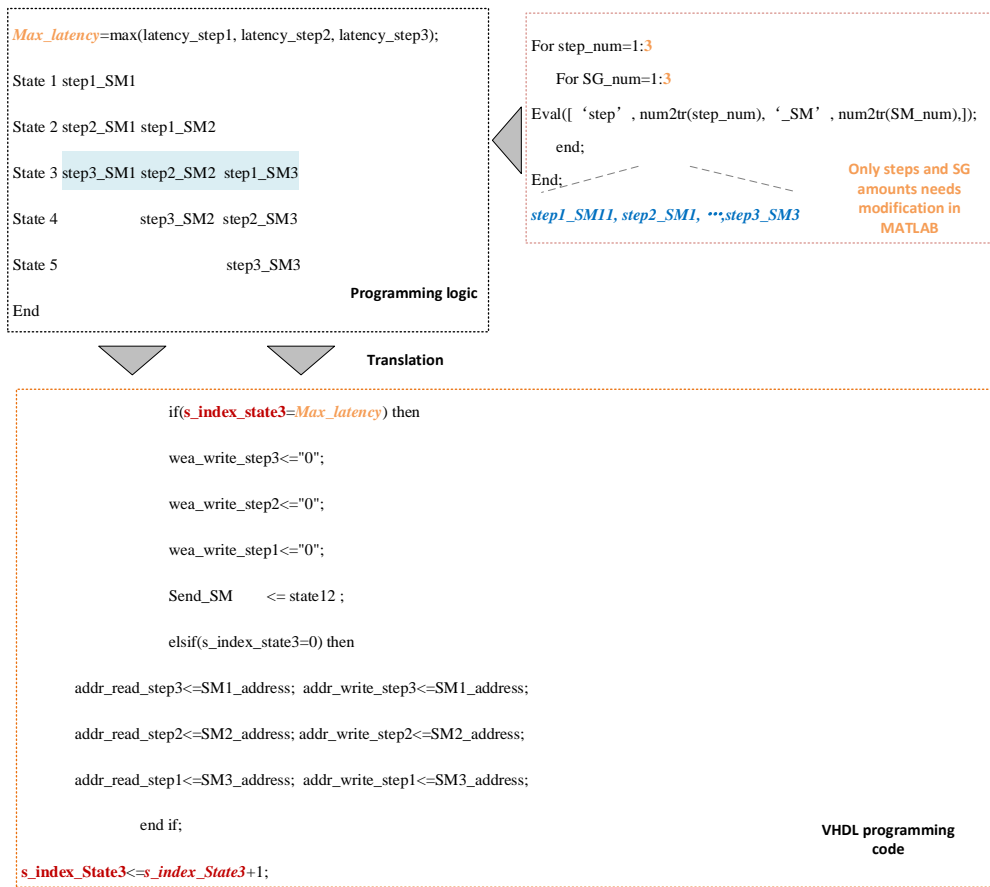 Max_latency=max(latency_step1, latency_step2, latency_step3);
State 1 step1_SM1
State 2 step2_SM1 step1_SM2
State 3 step3_SM1 step2_SM2 step1_SM3
State 4 step3_SM2 step2_SM3
State 5 step3_SM3
Programming logic
End
For step_num=1:3
For SG_num=1:3
Eval([ ‘step’ , num2tr(step_num), ‘_SM’ , num2tr(SM_num),]);
end;
End;
step1_SM11, step2_SM1, ⋯,step3_SM3
Only steps and SG
amounts needs
modification in
MATLAB
Translation
if(s_index_state3=Max_latency) then
wea_write_step3<="0";
wea_write_step2<="0";
wea_write_step1<="0";
Send_SM <= state12 ;
elsif(s_index_state3=0) then
addr_read_step3<=SM1_address; addr_write_step3<=SM1_address;
addr_read_step2<=SM2_address; addr_write_step2<=SM2_address;
addr_read_step1<=SM3_address; addr_write_step1<=SM3_address;
end if;
VHDL programming
code
s_index_State3<=s_index_State3+1;